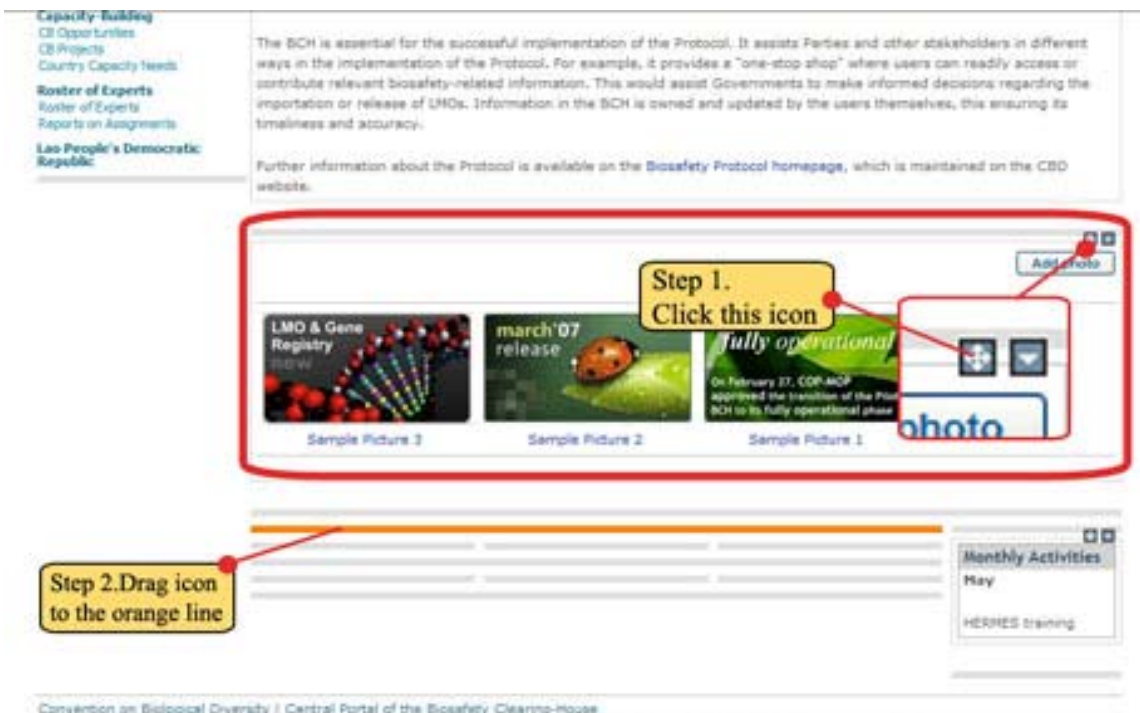 Capacity-Building
CB Opportunities
CB Projects
Country Capacity Needs
Roster of Experts
Roster of Experts
Reports on Assignments
Lao People's Democratic
Republic
The BCH is essential for the successful implementation of the Protocol. It assists Parties and other stakeholders in different
ways in the implementation of the Protocol. For example, it provides a "one-stop shop" where users can readily access or
contribute relevant biosafety-related information. This would assist Governments to make informed decisions regarding the
importation or release of LMOs. Information in the BCH is owned and updated by the users themselves, this ensuring its
timeliness and accuracy.
Further information about the Protocol is available on the Biosafety Protocol homepage, which is maintained on the CBD
website.
Add photo
Step 1.
Click this icon
LMO & Gene
Registry
new
march'07
release
fully operational
On February 27, COP-MOP
approved the transition of the Pilot
BCH to its fully operational phase
photo
Sample Picture 3
Sample Picture 2
Sample Picture 1
Step 2.Drag icon
to the orange line
Monthly Activities
May
HERMES training
Convention on Biological Diversity | Central Portal of the Biosafety Clearing-House